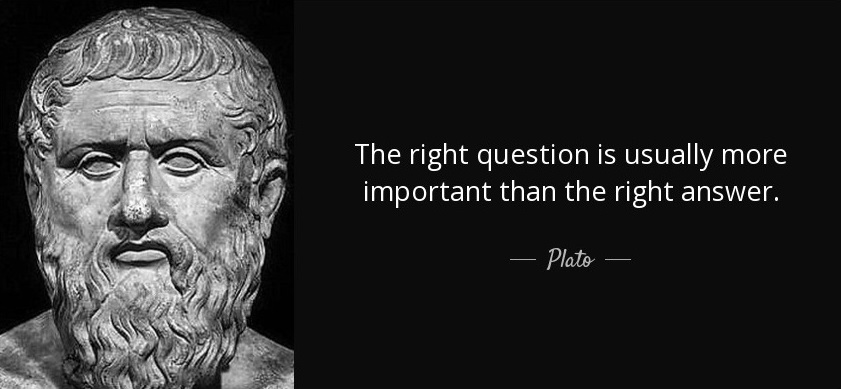 The right question is usually more
important than the right answer.
Plato